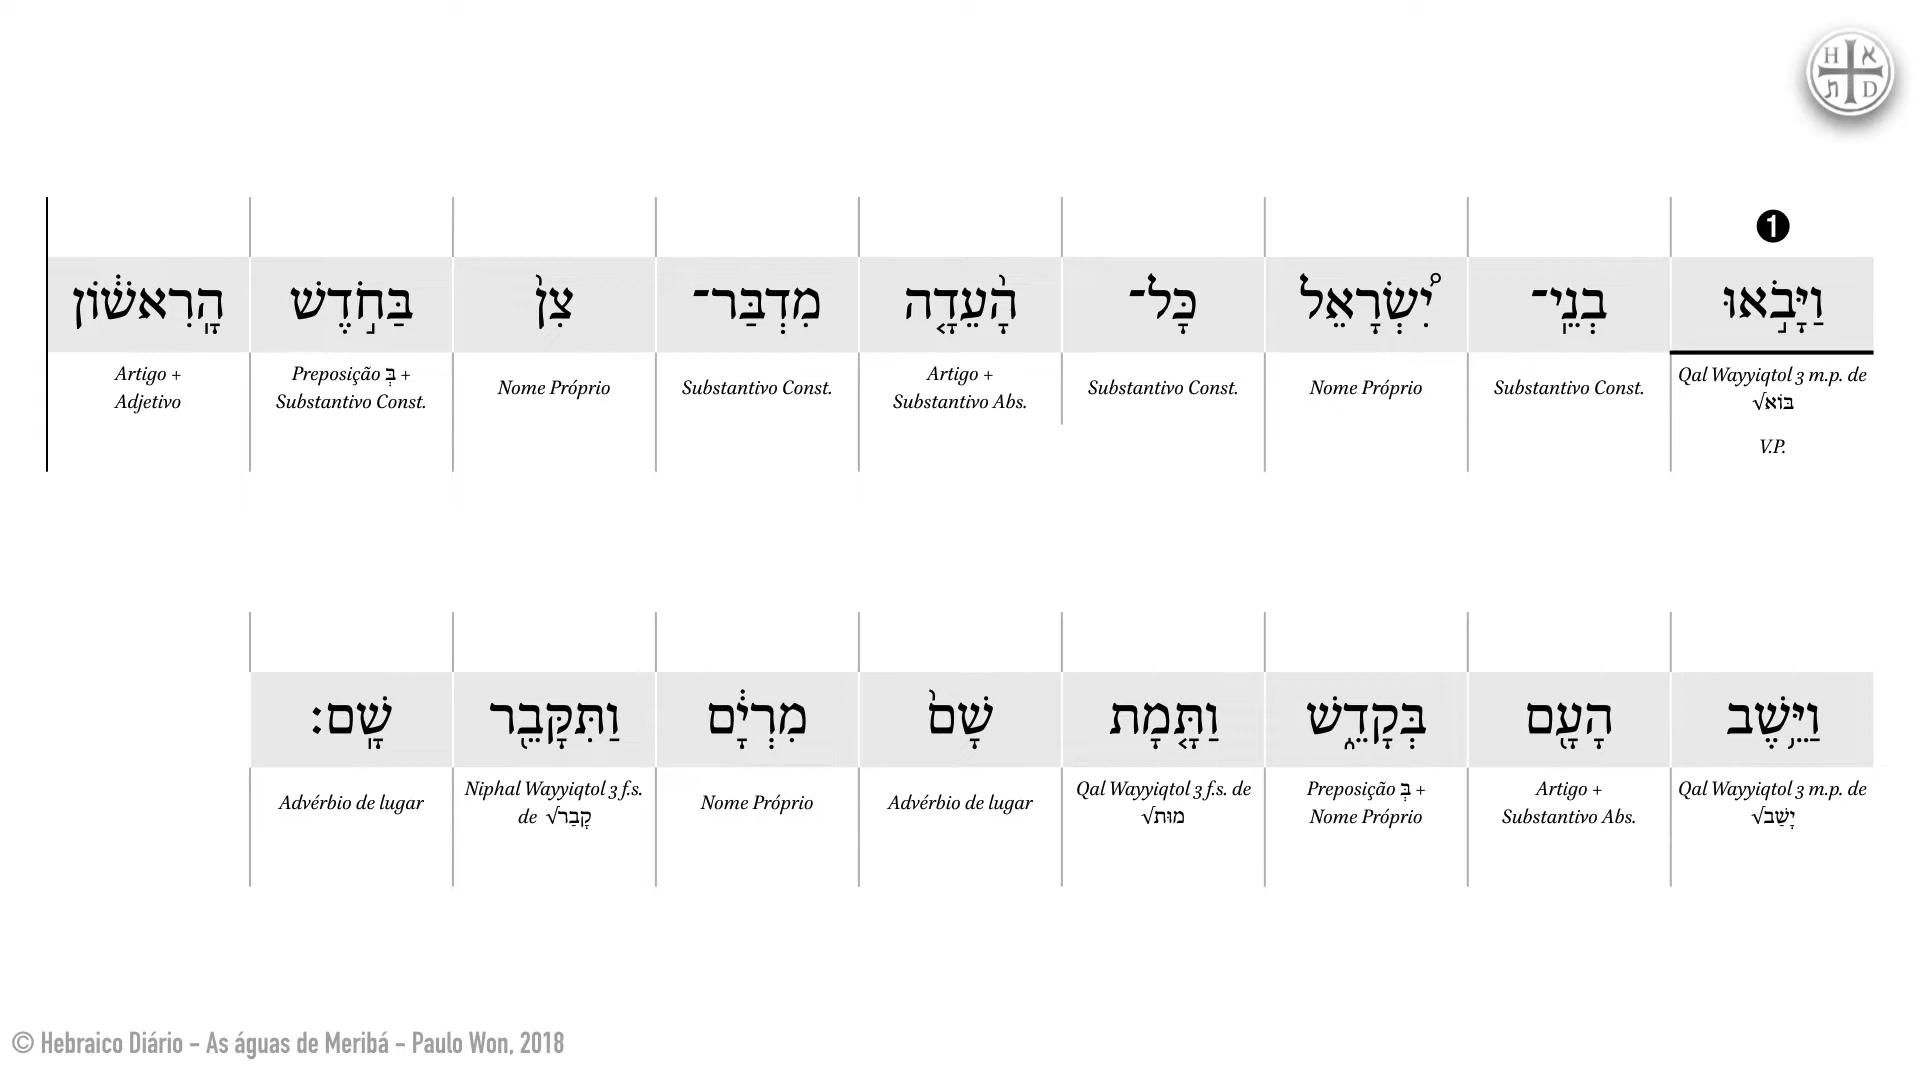 H א
ת D
❶
וַיָּבֹ֣אוּ בְנֵֽי־ יִ֠שְׂרָאֵל כָּל־ הָ֨עֵדָ֤ה מִדְבַּר־ צִן֙ בַּחֹ֣דֶשׁ הָֽרִאשׁ֔וֹן
Qal Wayyiqtol 3 m.p. de
בּוֹא√
V.P.
Substantivo Const.
Nome Próprio
Substantivo Const.
Artigo +
Substantivo Abs.
Substantivo Const.
Nome Próprio
Preposição בְּ +
Substantivo Const.
Artigo +
Adjetivo
וַיֵּ֥שֶׁב הָעָ֖ם בְּקָדֵ֑שׁ וַתָּ֤מָת שָׁם֙ מִרְיָ֔ם וַתִּקָּבֵ֖ר שָֽׁם׃
Qal Wayyiqtol 3 m.p. de
יָשַׁב√
Artigo +
Substantivo Abs.
Preposição בְּ +
Nome Próprio
Qal Wayyiqtol 3 f.s. de
מוּת√
Advérbio de lugar
Nome Próprio
Niphal Wayyiqtol 3 f.s.
de קָבַר√
Advérbio de lugar
© Hebraico Diário - As águas de Meribá - Paulo Won, 2018